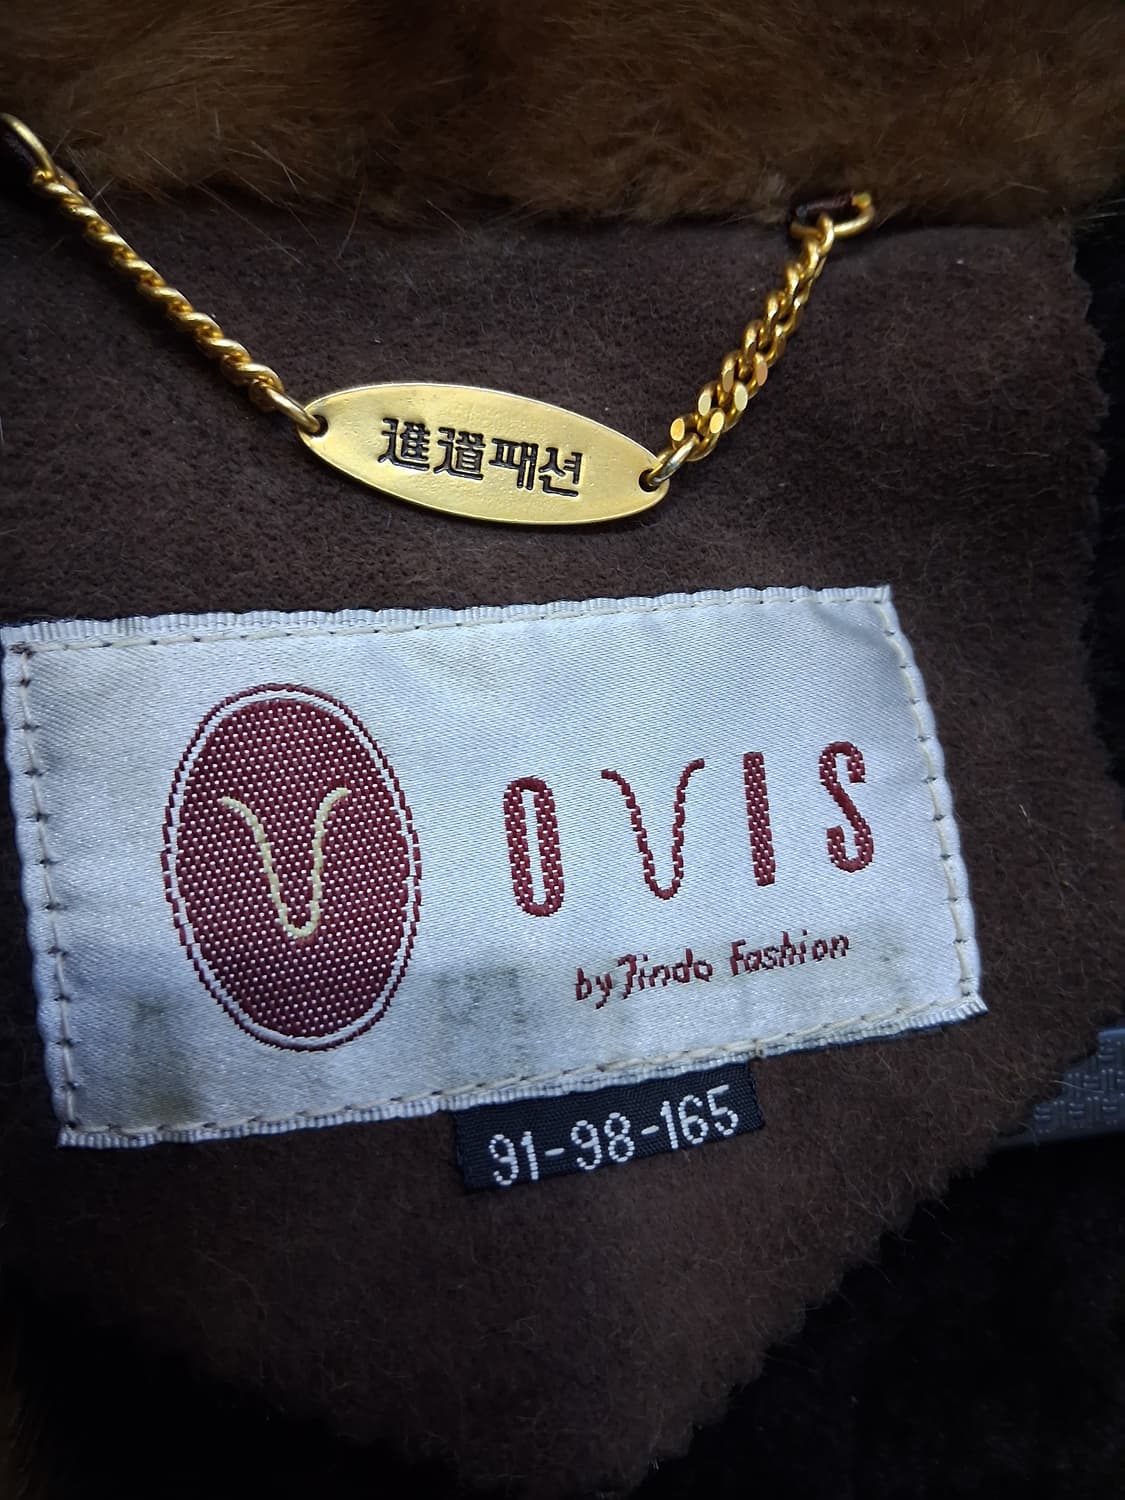 進道패션
OVIS
by Jindo Fashion
91-98-165